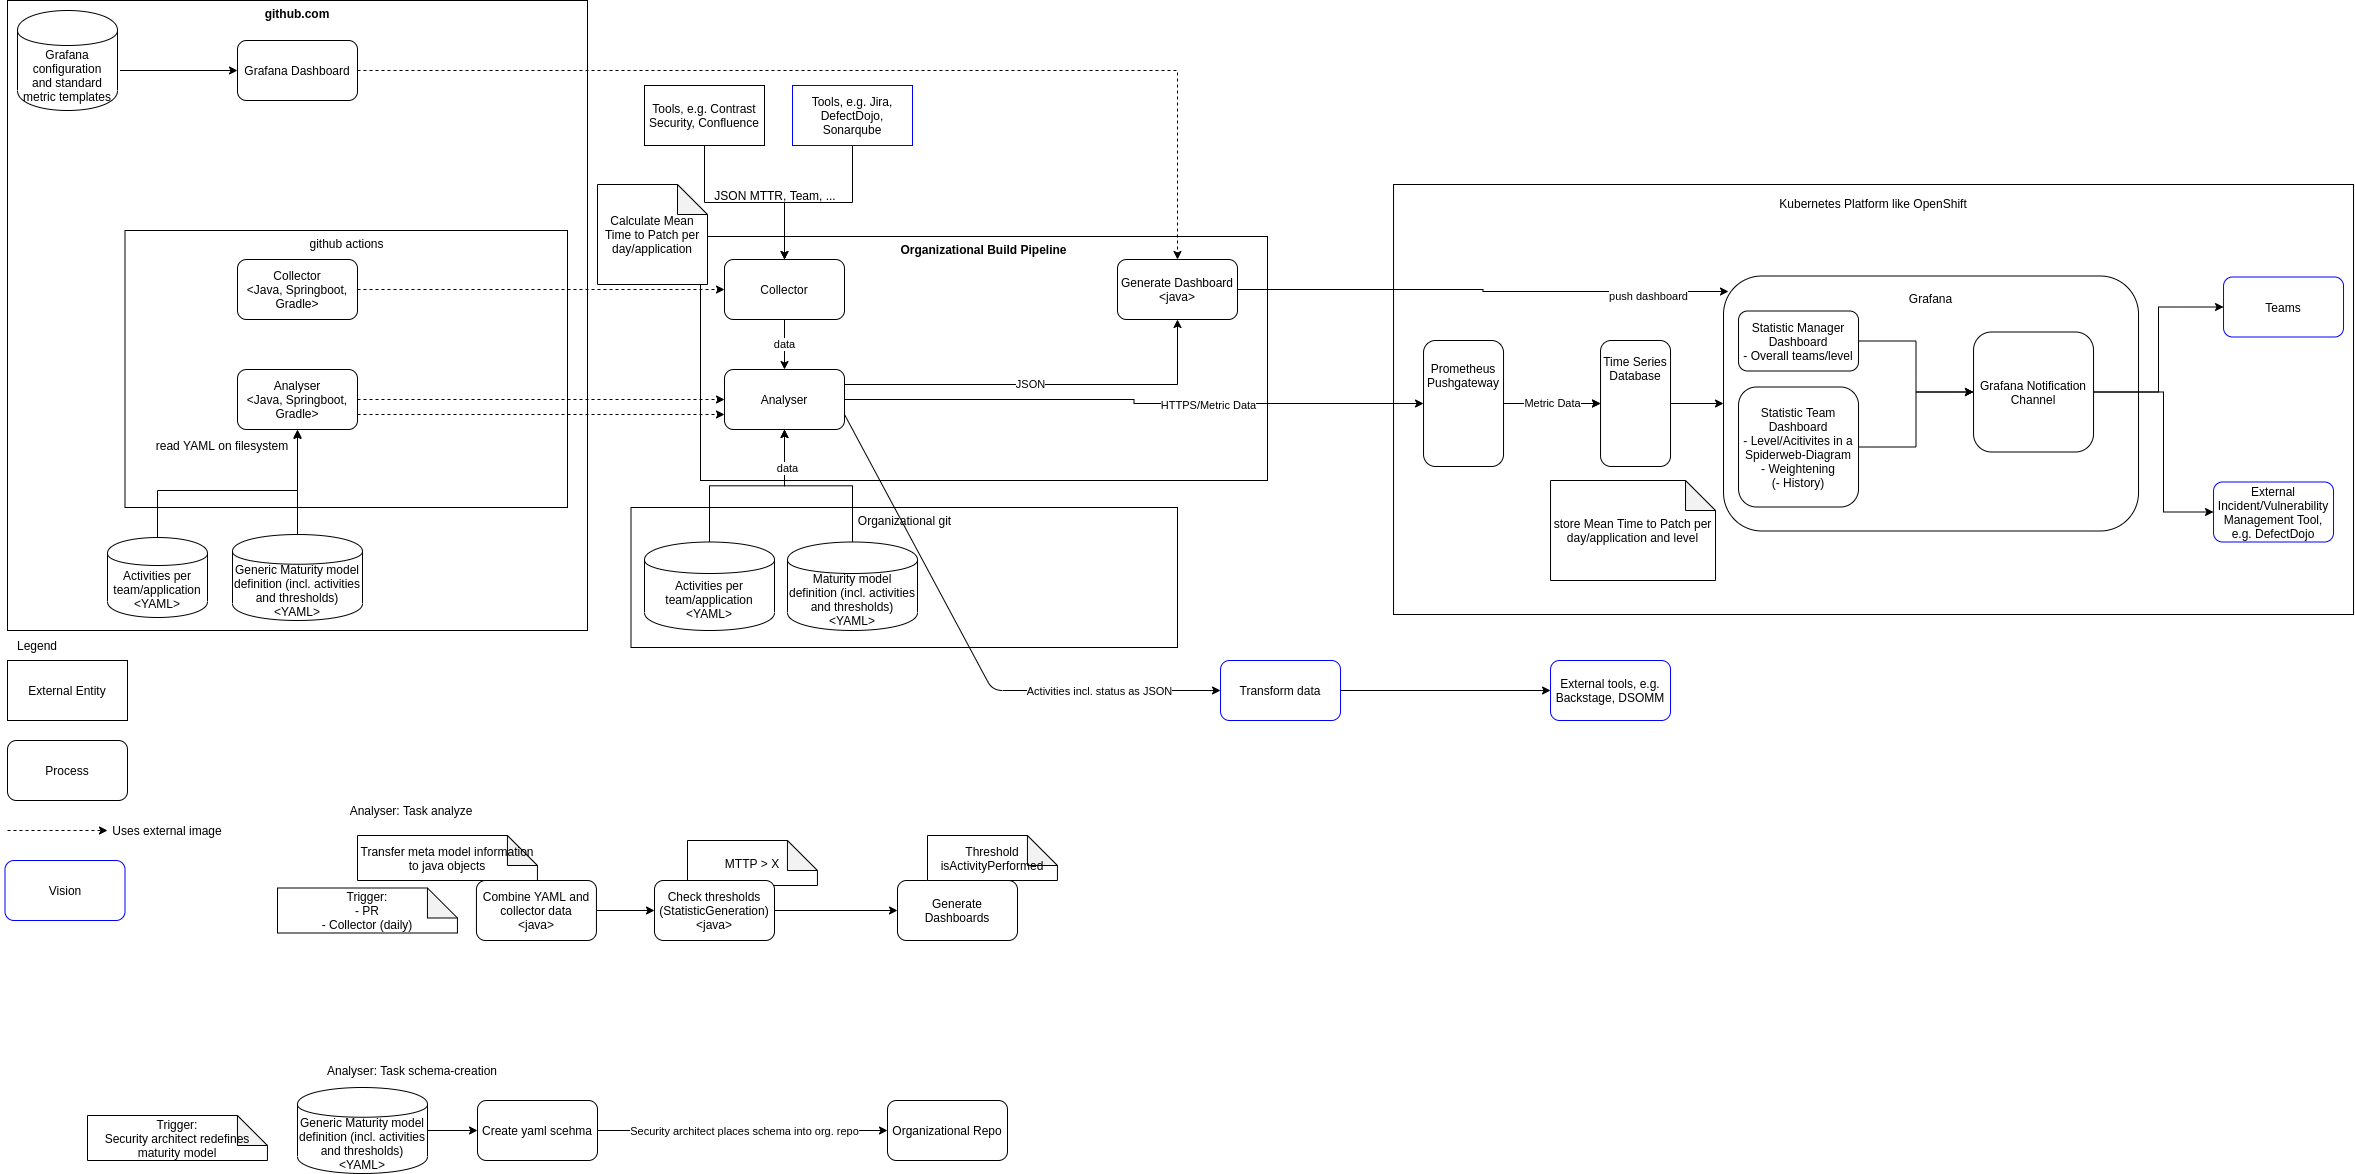 github.com
Grafana
configuration
and standard
metric templates
Grafana Dashboard
Tools, e.g. Contrast
Security, Confluence
Tools, e.g. Jira,
DefectDojo,
Sonarqube
JSON MTTR, Team, ...
Calculate Mean
Time to Patch per
day/application
github actions
Collector
<Java, Springboot,
Gradle>
Analyser
<Java, Springboot,
Gradle>
read YAML on filesystem
Activities per
team/application
<YAML>
Generic Maturity model
definition (incl. activities
and thresholds)
<YAML>
Organizational Build Pipeline
Collector
data
Analyser
data
Generate Dashboard
<java>
JSON
HTTPS/Metric Data
Organizational git
Activities per
team/application
<YAML>
Maturity model
definition (incl. activities
and thresholds)
<YAML>
Kubernetes Platform like OpenShift
push dashboard
Prometheus
Pushgateway
Metric Data
Time Series
Database
store Mean Time to Patch per
day/application and level
Grafana
Statistic Manager
Dashboard
- Overall teams/level
Statistic Team
Dashboard
- Level/Acitivites in a
Spiderweb-Diagram
- Weightening
(- History)
Grafana Notification
Channel
Teams
External
Incident/Vulnerability
Management Tool,
e.g. DefectDojo
Activities incl. status as JSON
Transform data
External tools, e.g.
Backstage, DSOMM
Legend
External Entity
Process
Uses external image
Vision
Analyser: Task analyze
Transfer meta model information
to java objects
Trigger:
- PR
- Collector (daily)
Combine YAML and
collector data
<java>
MTTP > X
Check thresholds
(StatisticGeneration)
<java>
Threshold
isActivityPerformed
Generate
Dashboards
Analyser: Task schema-creation
Trigger:
Security architect redefines
maturity model
Generic Maturity model
definition (incl. activities
and thresholds)
<YAML>
Create yaml scehma
Security architect places schema into org. repo
Organizational Repo